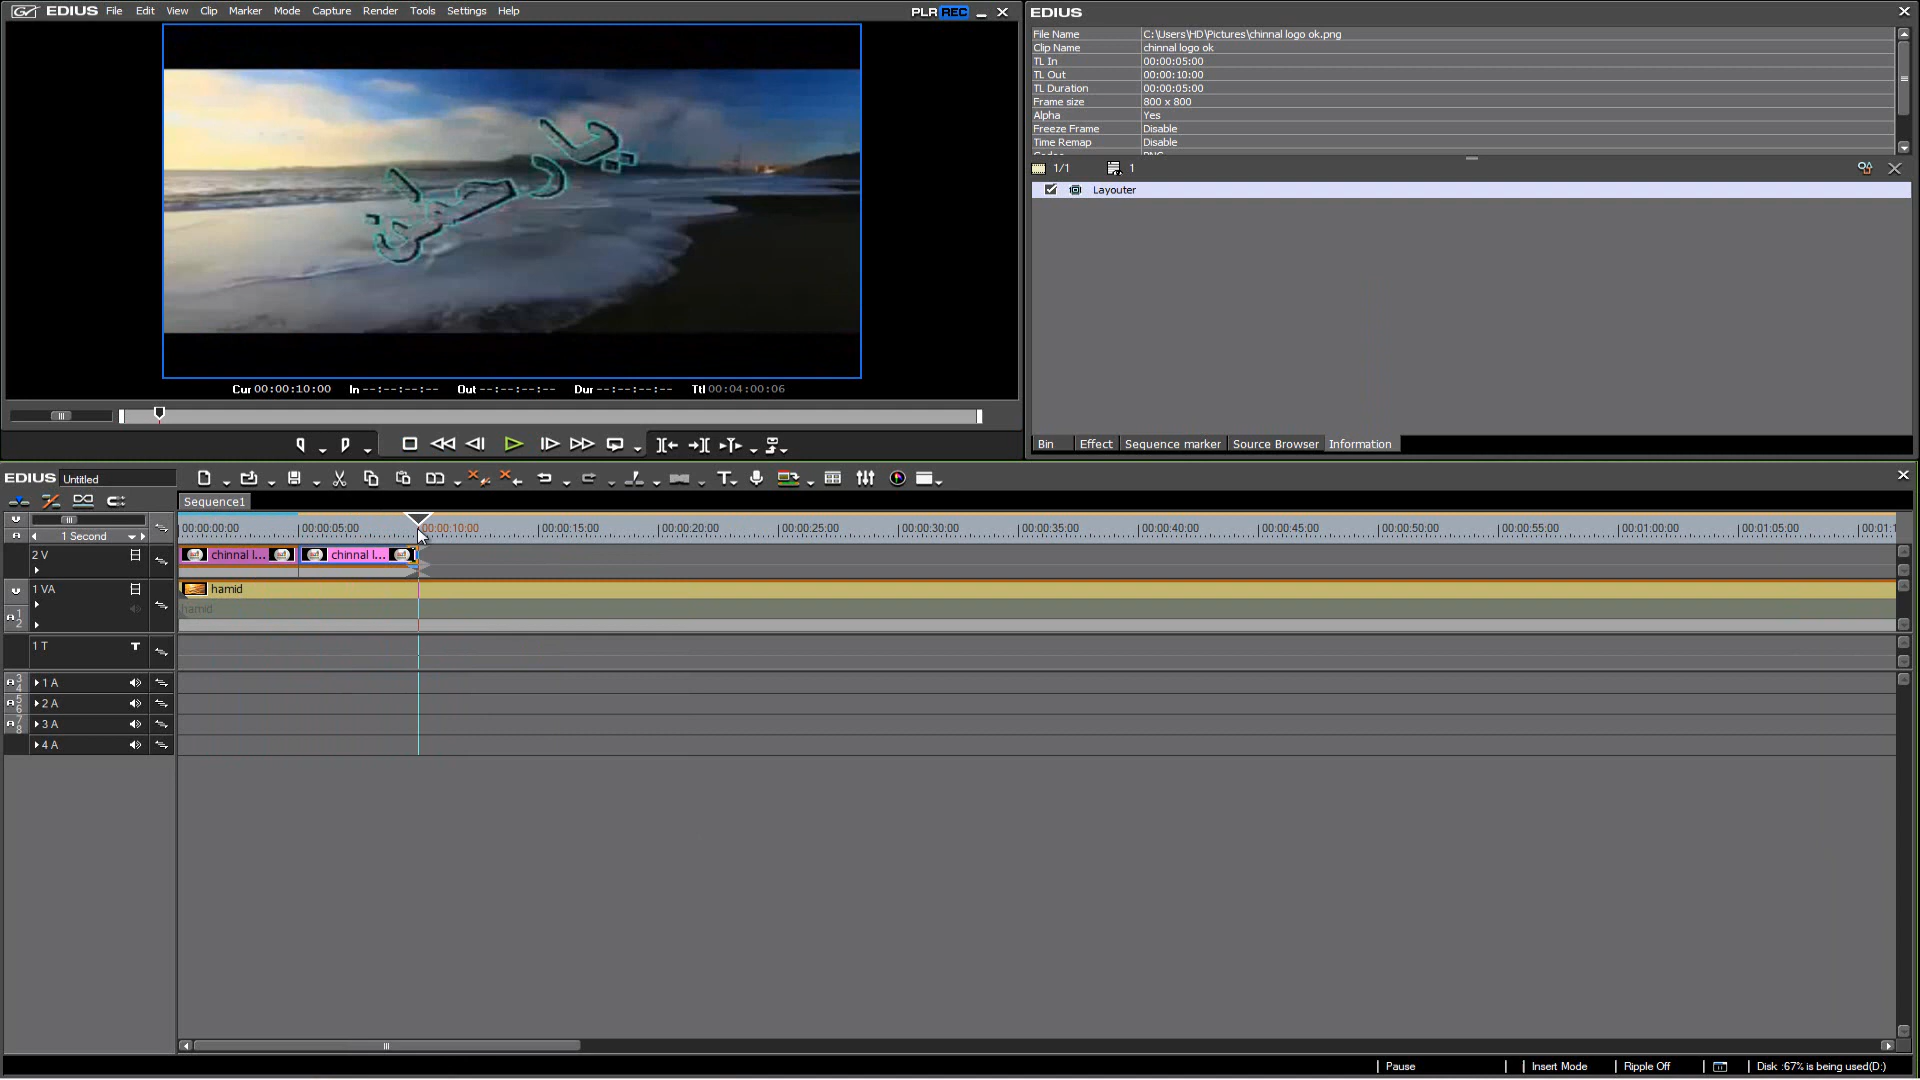 EDIUS File Edit View Clip Marker Mode Capture Render Tools Settings Help
PLR REC
Cur 00:00:10:00 In --:--:--:-- Out --:--:--:-- Dur --:--:--:-- Ttl 00:04:00:06
EDIUS
File Name C:\Users\HD\Pictures\chinnal logo ok.png
Clip Name chinnal logo ok
TL In 00:00:05:00
TL Out 00:00:10:00
TL Duration 00:00:05:00
Frame size 800 x 800
Alpha Yes
Freeze Frame Disable
Time Remap Disable
1/1 1
Layouter
Bin Effect Sequence marker Source Browser Information
EDIUS Untitled
Sequence1
1 Second
00:00:00:00 00:00:05:00 00:00:10:00 00:00:15:00 00:00:20:00 00:00:25:00 00:00:30:00 00:00:35:00 00:00:40:00 00:00:45:00 00:00:50:00 00:00:55:00 00:01:00:00 00:01:05:00 00:01:1
2 V chinnal l... chinnal l...
1 VA hamid
1 2 hamid
1 T T
3 4 1 A
5 6 2 A
7 8 3 A
4 A
Pause Insert Mode Ripple Off Disk :67% is being used(D:)